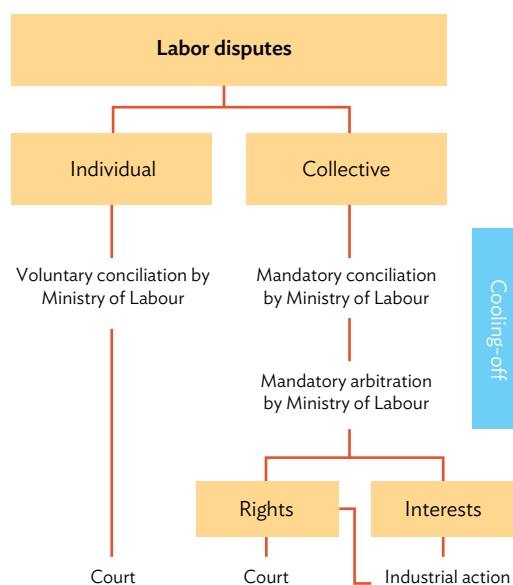 Labor disputes
Individual
Collective
Voluntary conciliation by
Ministry of Labour
Mandatory conciliation
by Ministry of Labour
Cooling-off
Mandatory arbitration
by Ministry of Labour
Rights
Interests
Court
Court
Industrial action